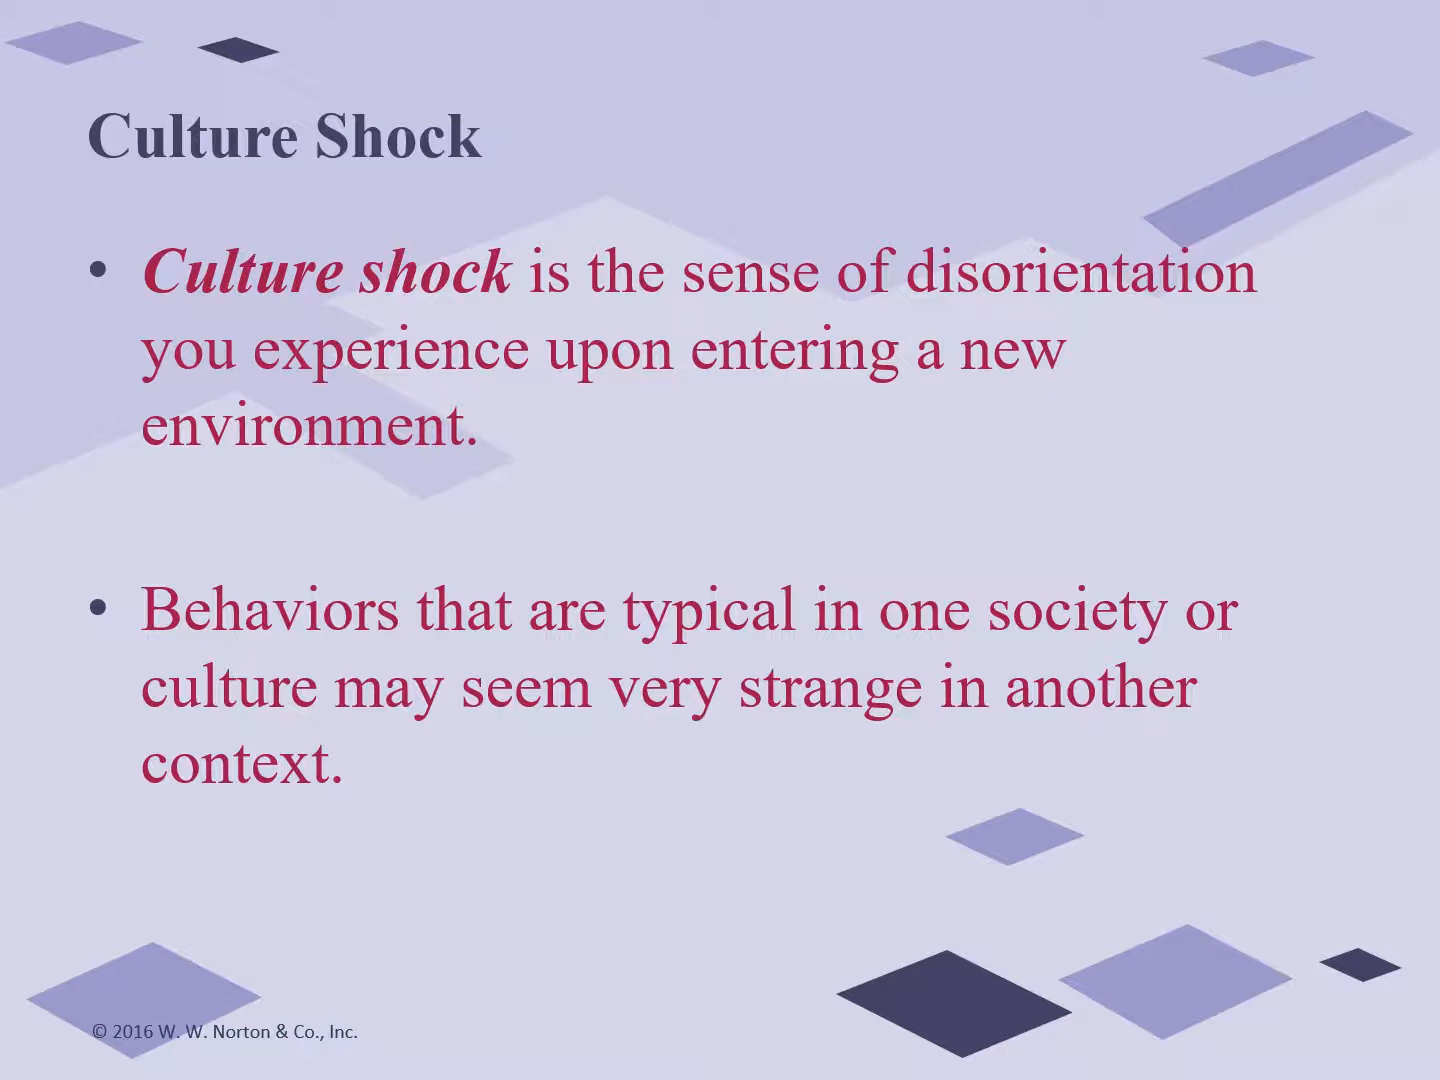 Culture Shock
• Culture shock is the sense of disorientation
you experience upon entering a new
environment.
• Behaviors that are typical in one society or
culture may seem very strange in another
context.
© 2016 W. W. Norton & Co., Inc.